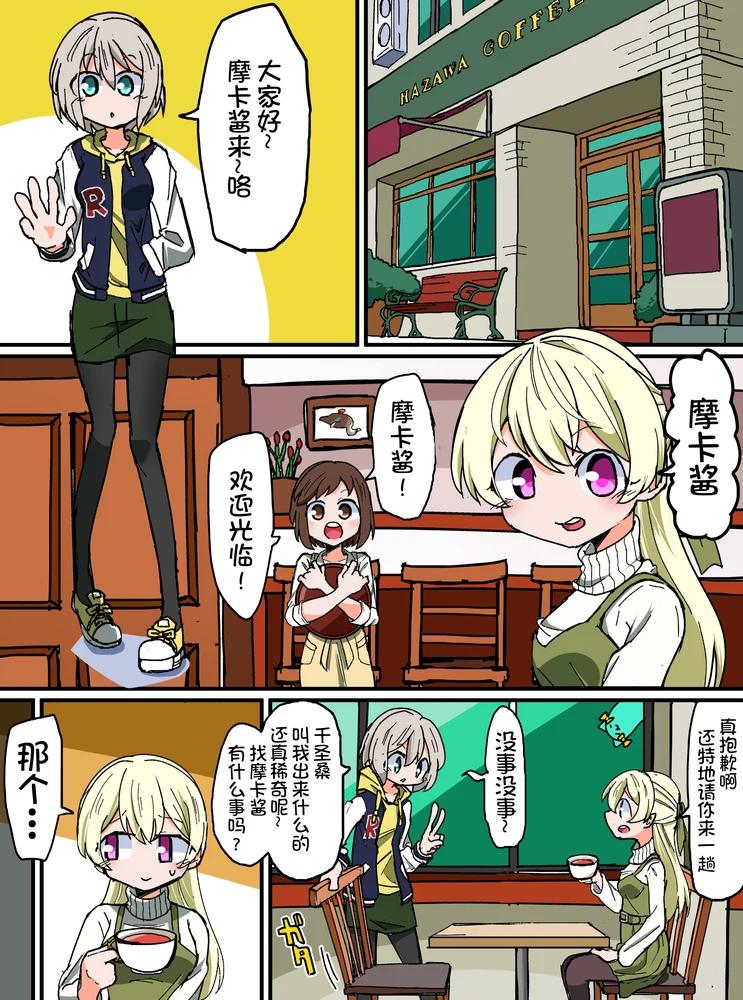 HAZAWA COFFEE
大家好~
摩卡酱来~咯
R
摩卡酱
摩卡酱！
欢迎光临！
真抱歉啊
还特地请你来一趟
没事没事~
千圣桑
叫我出来什么的
还真稀奇呢~
找摩卡酱
有什么事吗？
R
ガタ
那个…